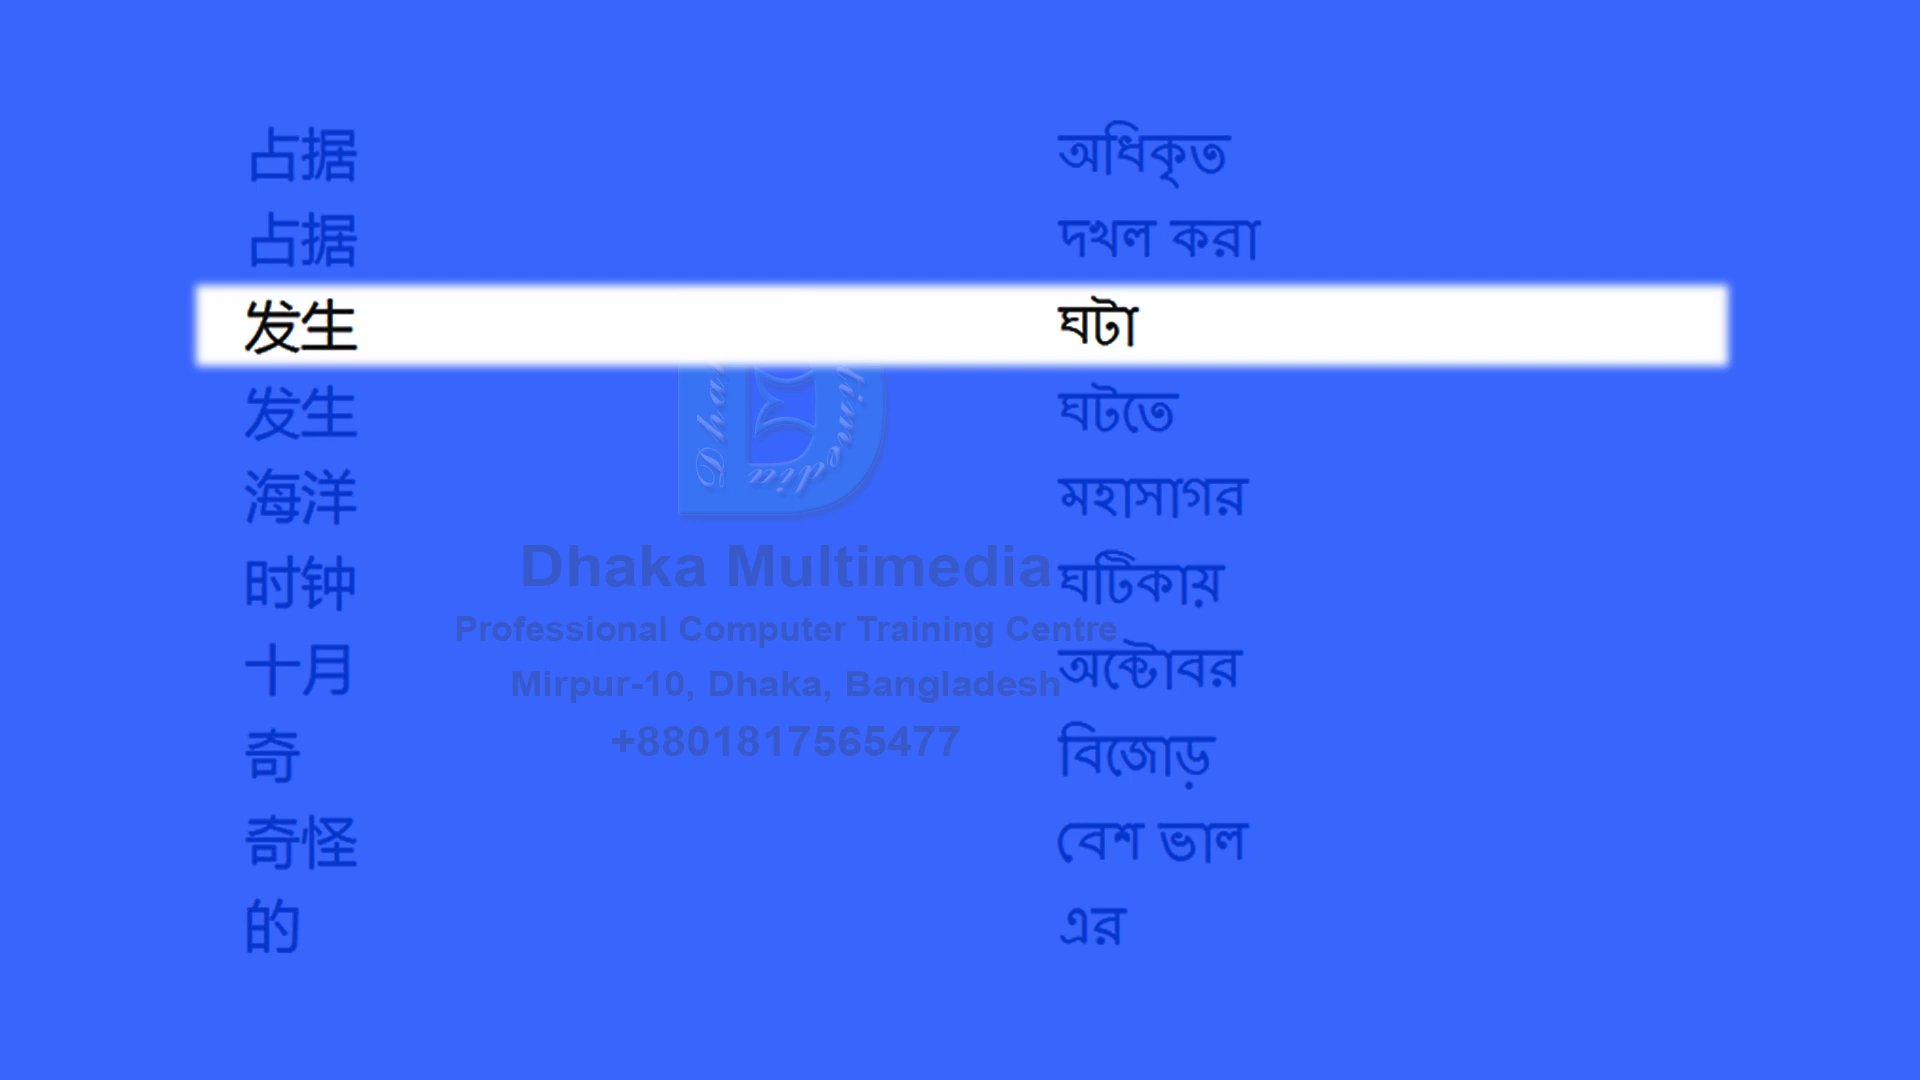 占据 অধিকৃত
占据 দখল করা
发生 ঘটা
发生 ঘটতে
海洋 মহাসাগর
Dhaka Multimedia
时钟 ঘটিকায়
Professional Computer Training Centre
十月 অক্টোবর
Mirpur-10, Dhaka, Bangladesh
+8801817565477
奇 বিজোড়
奇怪 বেশ ভাল
的 এর